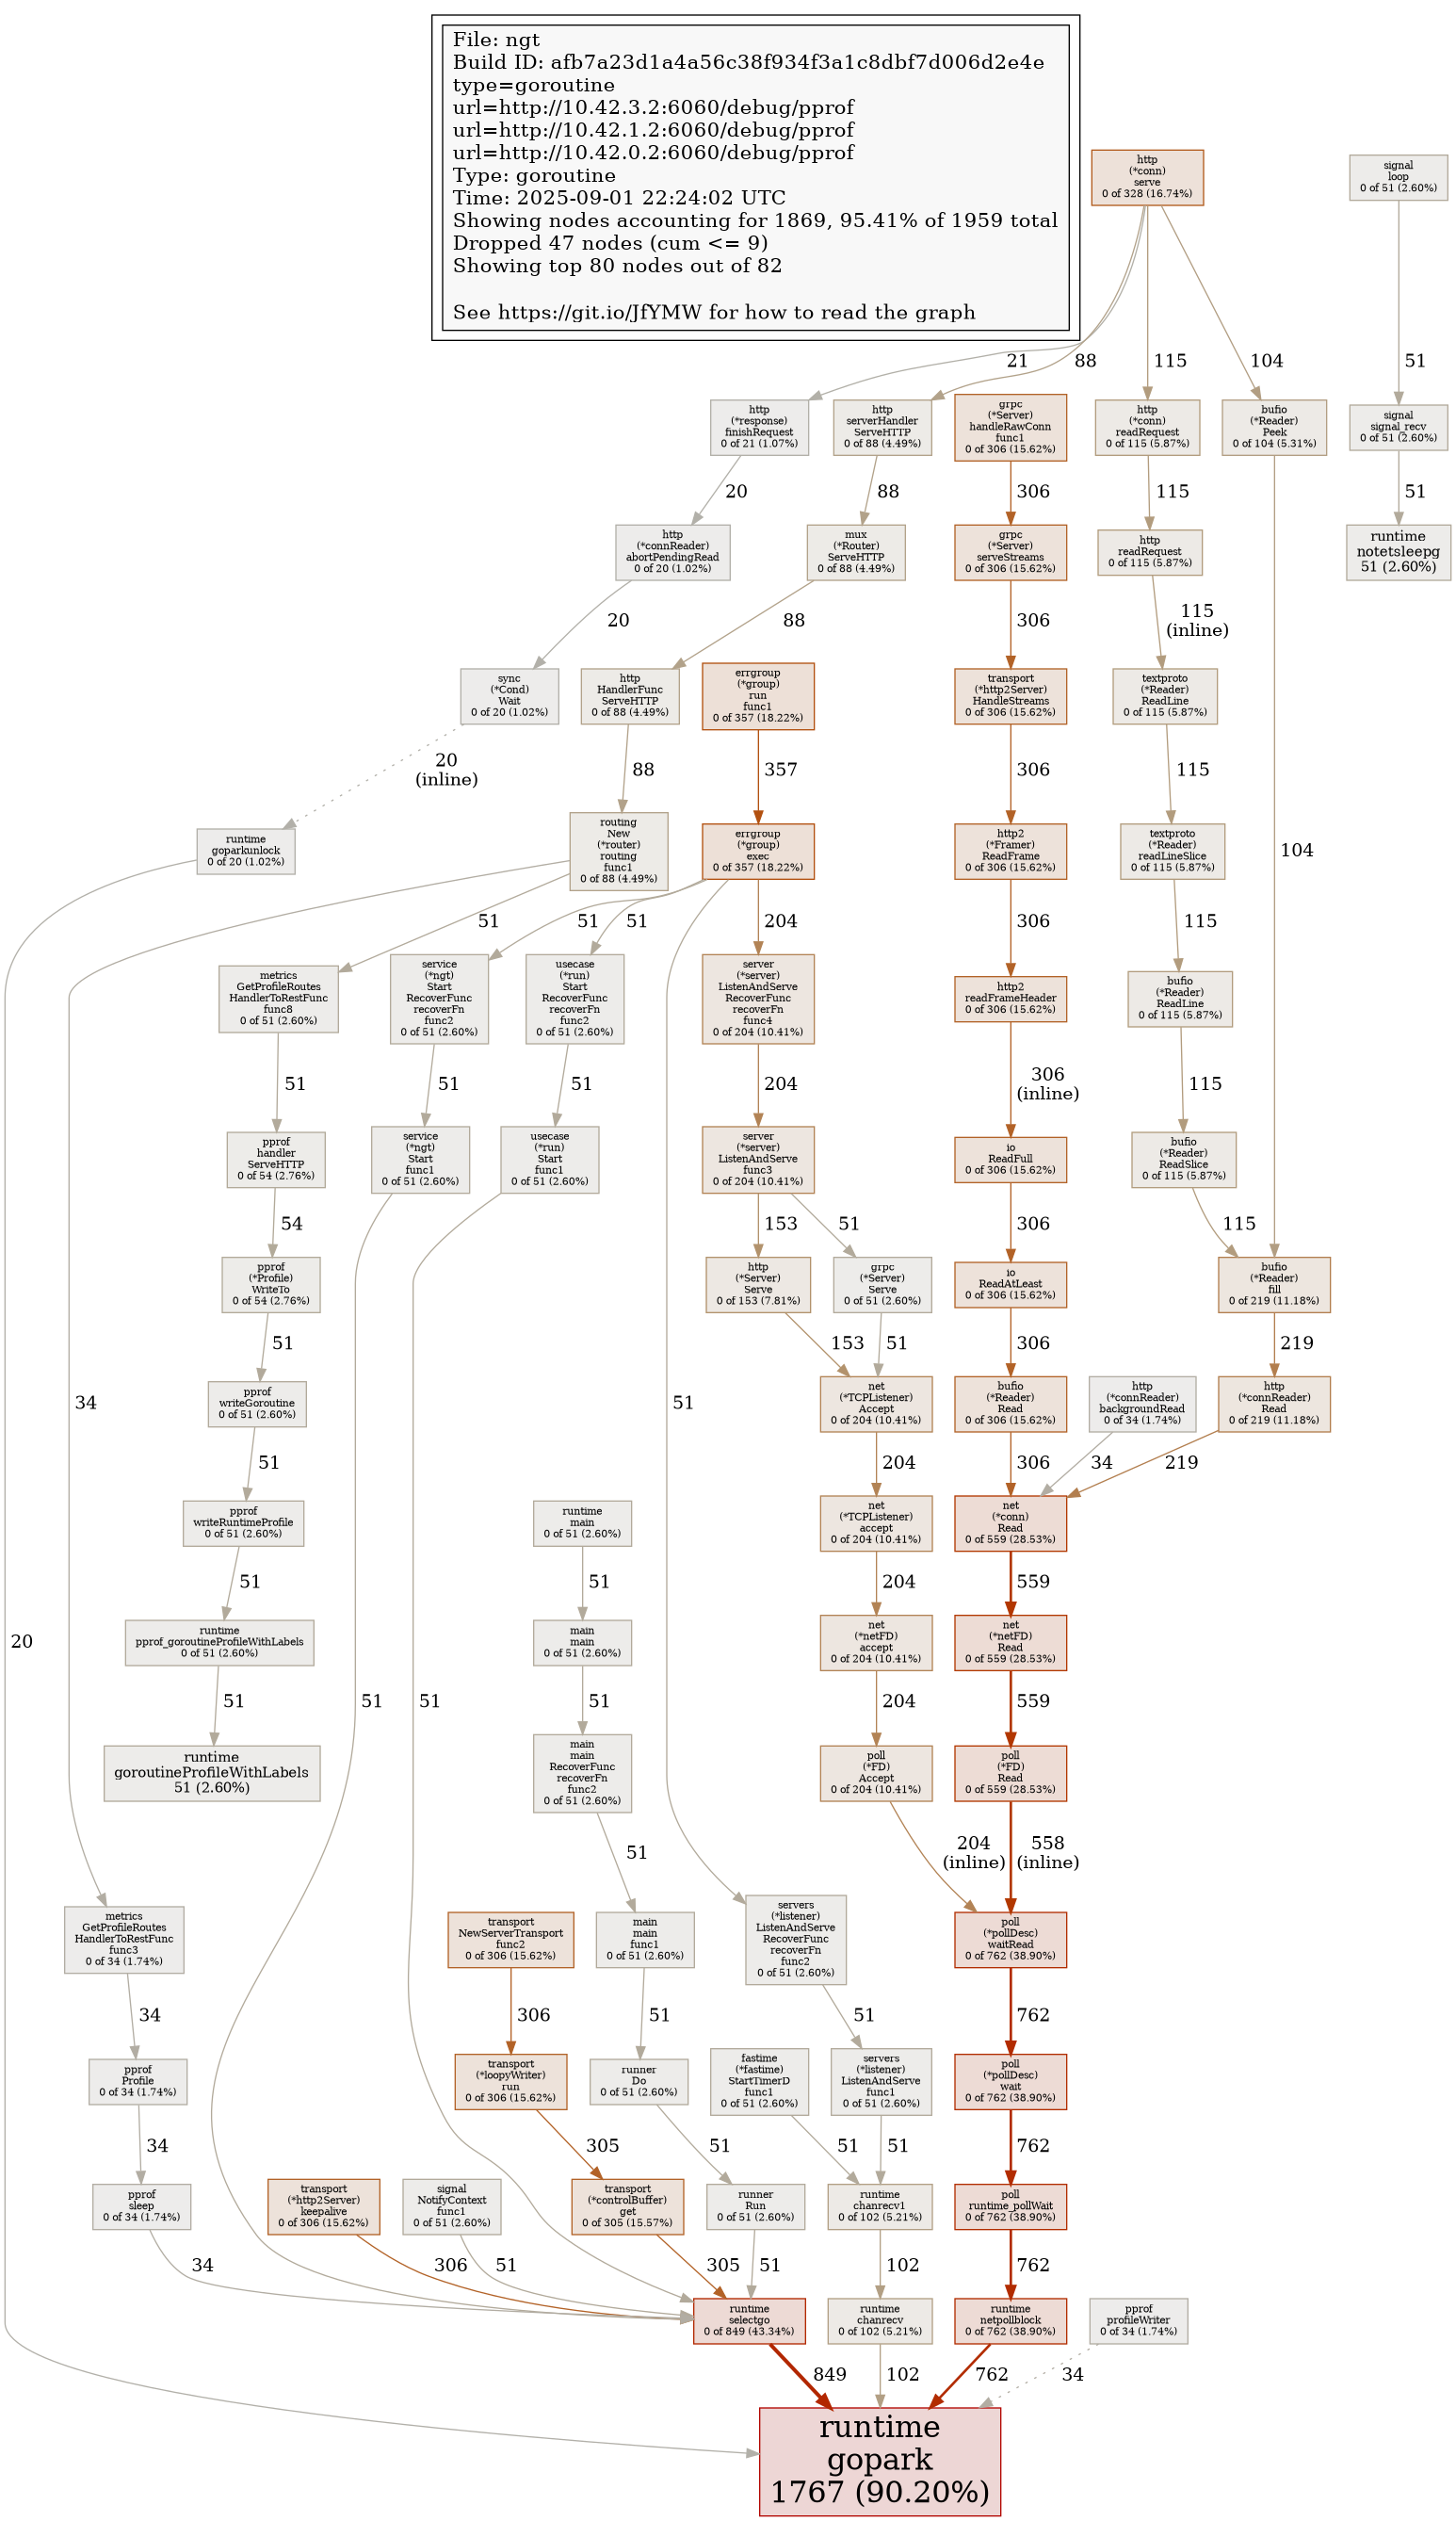 File: ngt
Build ID: afb7a23d1a4a56c38f934f3a1c8dbf7d006d2e4e
type=goroutine
url=http://10.42.3.2:6060/debug/pprof
url=http://10.42.1.2:6060/debug/pprof
url=http://10.42.0.2:6060/debug/pprof
Type: goroutine
Time: 2025-09-01 22:24:02 UTC
Showing nodes accounting for 1869, 95.41% of 1959 total
Dropped 47 nodes (cum <= 9)
Showing top 80 nodes out of 82
See https://git.io/JfYMW for how to read the graph
http
(*conn)
serve
0 of 328 (16.74%)
signal
loop
0 of 51 (2.60%)
21
88
115
104
51
http
(*response)
finishRequest
0 of 21 (1.07%)
http
serverHandler
ServeHTTP
0 of 88 (4.49%)
grpc
(*Server)
handleRawConn
func1
0 of 306 (15.62%)
http
(*conn)
readRequest
0 of 115 (5.87%)
bufio
(*Reader)
Peek
0 of 104 (5.31%)
signal
signal_recv
0 of 51 (2.60%)
20
88
306
115
51
http
(*connReader)
abortPendingRead
0 of 20 (1.02%)
mux
(*Router)
ServeHTTP
0 of 88 (4.49%)
grpc
(*Server)
serveStreams
0 of 306 (15.62%)
http
readRequest
0 of 115 (5.87%)
runtime
notetsleepg
51 (2.60%)
20
88
306
115
(inline)
sync
(*Cond)
Wait
0 of 20 (1.02%)
http
HandlerFunc
ServeHTTP
0 of 88 (4.49%)
errgroup
(*group)
run
func1
0 of 357 (18.22%)
transport
(*http2Server)
HandleStreams
0 of 306 (15.62%)
textproto
(*Reader)
ReadLine
0 of 115 (5.87%)
20
(inline)
88
357
306
115
runtime
goparkunlock
0 of 20 (1.02%)
routing
New
(*router)
routing
func1
0 of 88 (4.49%)
errgroup
(*group)
exec
0 of 357 (18.22%)
http2
(*Framer)
ReadFrame
0 of 306 (15.62%)
textproto
(*Reader)
readLineSlice
0 of 115 (5.87%)
104
51
51
51
204
306
115
metrics
GetProfileRoutes
HandlerToRestFunc
func8
0 of 51 (2.60%)
service
(*ngt)
Start
RecoverFunc
recoverFn
func2
0 of 51 (2.60%)
usecase
(*run)
Start
RecoverFunc
recoverFn
func2
0 of 51 (2.60%)
server
(*server)
ListenAndServe
RecoverFunc
recoverFn
func4
0 of 204 (10.41%)
http2
readFrameHeader
0 of 306 (15.62%)
bufio
(*Reader)
ReadLine
0 of 115 (5.87%)
51
51
51
204
306
(inline)
115
pprof
handler
ServeHTTP
0 of 54 (2.76%)
service
(*ngt)
Start
func1
0 of 51 (2.60%)
usecase
(*run)
Start
func1
0 of 51 (2.60%)
server
(*server)
ListenAndServe
func3
0 of 204 (10.41%)
io
ReadFull
0 of 306 (15.62%)
bufio
(*Reader)
ReadSlice
0 of 115 (5.87%)
54
153
51
306
115
pprof
(*Profile)
WriteTo
0 of 54 (2.76%)
http
(*Server)
Serve
0 of 153 (7.81%)
grpc
(*Server)
Serve
0 of 51 (2.60%)
io
ReadAtLeast
0 of 306 (15.62%)
bufio
(*Reader)
fill
0 of 219 (11.18%)
51
153
51
306
219
34
pprof
writeGoroutine
0 of 51 (2.60%)
51
net
(*TCPListener)
Accept
0 of 204 (10.41%)
bufio
(*Reader)
Read
0 of 306 (15.62%)
http
(*connReader)
backgroundRead
0 of 34 (1.74%)
http
(*connReader)
Read
0 of 219 (11.18%)
51
204
306
34
219
pprof
writeRuntimeProfile
0 of 51 (2.60%)
runtime
main
0 of 51 (2.60%)
net
(*TCPListener)
accept
0 of 204 (10.41%)
net
(*conn)
Read
0 of 559 (28.53%)
51
51
204
559
20
runtime
pprof_goroutineProfileWithLabels
0 of 51 (2.60%)
main
main
0 of 51 (2.60%)
net
(*netFD)
accept
0 of 204 (10.41%)
net
(*netFD)
Read
0 of 559 (28.53%)
51
51
51
51
204
559
runtime
goroutineProfileWithLabels
51 (2.60%)
main
main
RecoverFunc
recoverFn
func2
0 of 51 (2.60%)
poll
(*FD)
Accept
0 of 204 (10.41%)
poll
(*FD)
Read
0 of 559 (28.53%)
51
204
(inline)
558
(inline)
metrics
GetProfileRoutes
HandlerToRestFunc
func3
0 of 34 (1.74%)
transport
NewServerTransport
func2
0 of 306 (15.62%)
main
main
func1
0 of 51 (2.60%)
servers
(*listener)
ListenAndServe
RecoverFunc
recoverFn
func2
0 of 51 (2.60%)
poll
(*pollDesc)
waitRead
0 of 762 (38.90%)
34
306
51
51
762
pprof
Profile
0 of 34 (1.74%)
transport
(*loopyWriter)
run
0 of 306 (15.62%)
runner
Do
0 of 51 (2.60%)
fastime
(*fastime)
StartTimerD
func1
0 of 51 (2.60%)
servers
(*listener)
ListenAndServe
func1
0 of 51 (2.60%)
poll
(*pollDesc)
wait
0 of 762 (38.90%)
34
305
51
51
51
762
pprof
sleep
0 of 34 (1.74%)
transport
(*http2Server)
keepalive
0 of 306 (15.62%)
signal
NotifyContext
func1
0 of 51 (2.60%)
transport
(*controlBuffer)
get
0 of 305 (15.57%)
runner
Run
0 of 51 (2.60%)
runtime
chanrecv1
0 of 102 (5.21%)
poll
runtime_pollWait
0 of 762 (38.90%)
34
306
51
305
51
102
762
runtime
selectgo
0 of 849 (43.34%)
runtime
chanrecv
0 of 102 (5.21%)
runtime
netpollblock
0 of 762 (38.90%)
pprof
profileWriter
0 of 34 (1.74%)
849
102
762
34
runtime
gopark
1767 (90.20%)